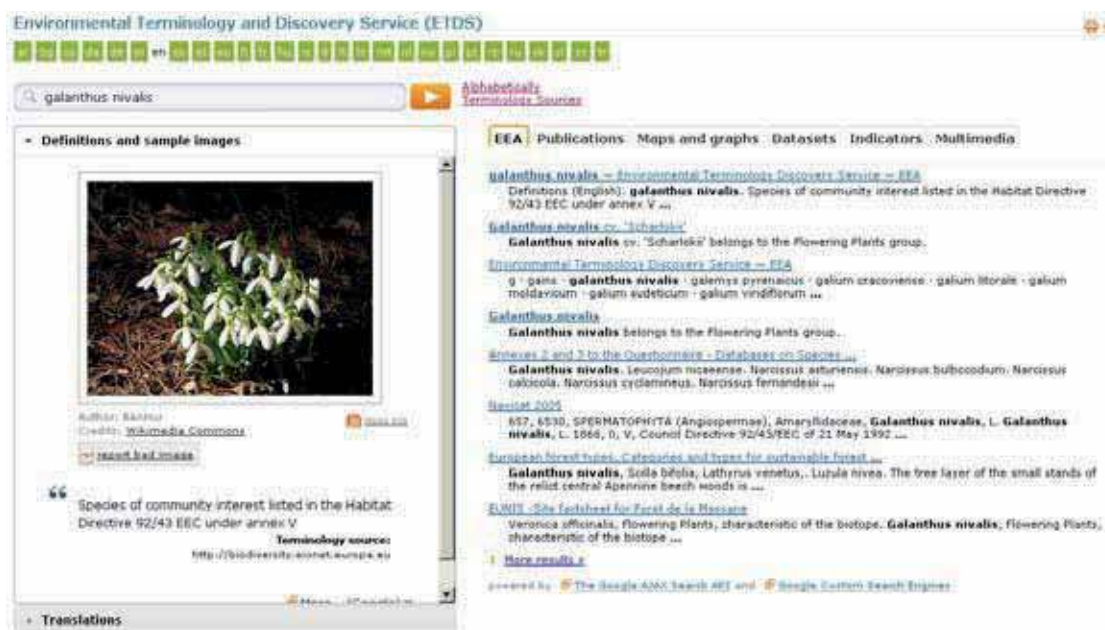 Environmental Terminology and Discovery Service (ETDS)
en
galanthus nivalis
Alphabetically
Terminology Sources
Definitions and sample images
EEA Publications Maps and graphs Datasets Indicators Multimedia
galanthus nivalis — Environmental Terminology Discovery Service — EEA
Definitions (English). galanthus nivalis. Species of community interest listed in the Habitat Directive
92/43 EEC under annex V ...
Galanthus nivalis cv. 'Scharlokii'
Galanthus nivalis cv. 'Scharlokii' belongs to the Flowering Plants group.
Environmental Terminology Discovery Service — EEA
g · gains · galanthus nivalis · galemys pyrenaicus · galium cracoviense · galium litorale · galium
moldavicum · galium sudeticum · galium viridiflorum ...
Galanthus nivalis
Galanthus nivalis belongs to the Flowering Plants group.
Annexes 2 and 3 to the Questionnaire - Databases on Species ...
Galanthus nivalis. Leucojum nicaeense. Narcissus asturiensis. Narcissus bulbocodium. Narcissus
calcicola. Narcissus cyclamineus. Narcissus fernandesii ...
2005
657, 6530, SPERMATOPHYTA (Angiospermae), Amaryllidaceae, Galanthus nivalis, L. Galanthus
nivalis, L. 1866, 0, V, Council Directive 92/43/EEC of 21 May 1992 ...
European forest types. Categories and types for sustainable forest ...
Galanthus nivalis, Scilla bifolia, Lathyrus venetus,. Luzula nivea. The tree layer of the small stands of
the relict central Apennine beech woods is ...
EUNIS -Site factsheet for Foret de la Massane
Veronica officinalis, Flowering Plants, characteristic of the biotope. Galanthus nivalis, Flowering Plants,
characteristic of the biotope ...
More results »
powered by The Google AJAX Search API and Google Custom Search Engines
Author:
Credits: Wikimedia Commons
report bad image
Species of community interest listed in the Habitat
Directive 92/43 EEC under annex V
Terminology source:
http://biodiversity.eionet.europa.eu
Translations